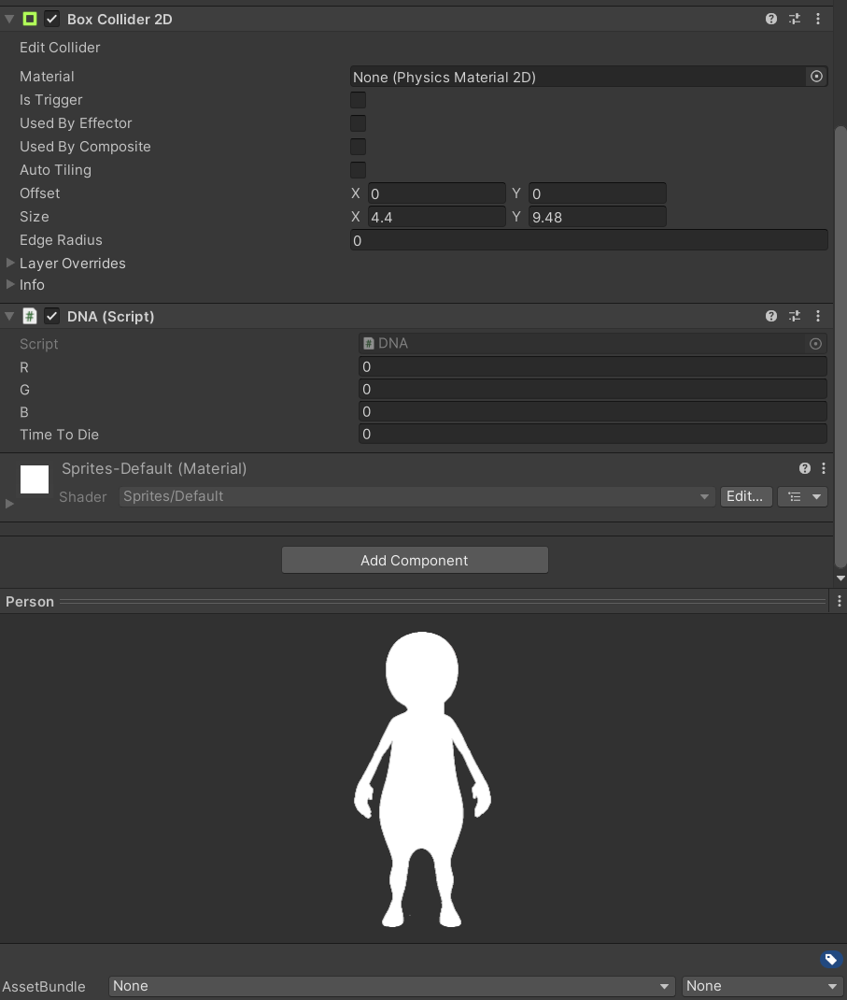 Box Collider 2D
Edit Collider
Material None (Physics Material 2D)
Is Trigger
Used By Effector
Used By Composite
Auto Tiling
Offset X 0 Y 0
Size X 4.4 Y 9.48
Edge Radius 0
Layer Overrides
Info
# DNA (Script)
Script # DNA
R 0
G 0
B 0
Time To Die 0
Sprites-Default (Material)
Shader Sprites/Default Edit...
Add Component
Person
AssetBundle None None